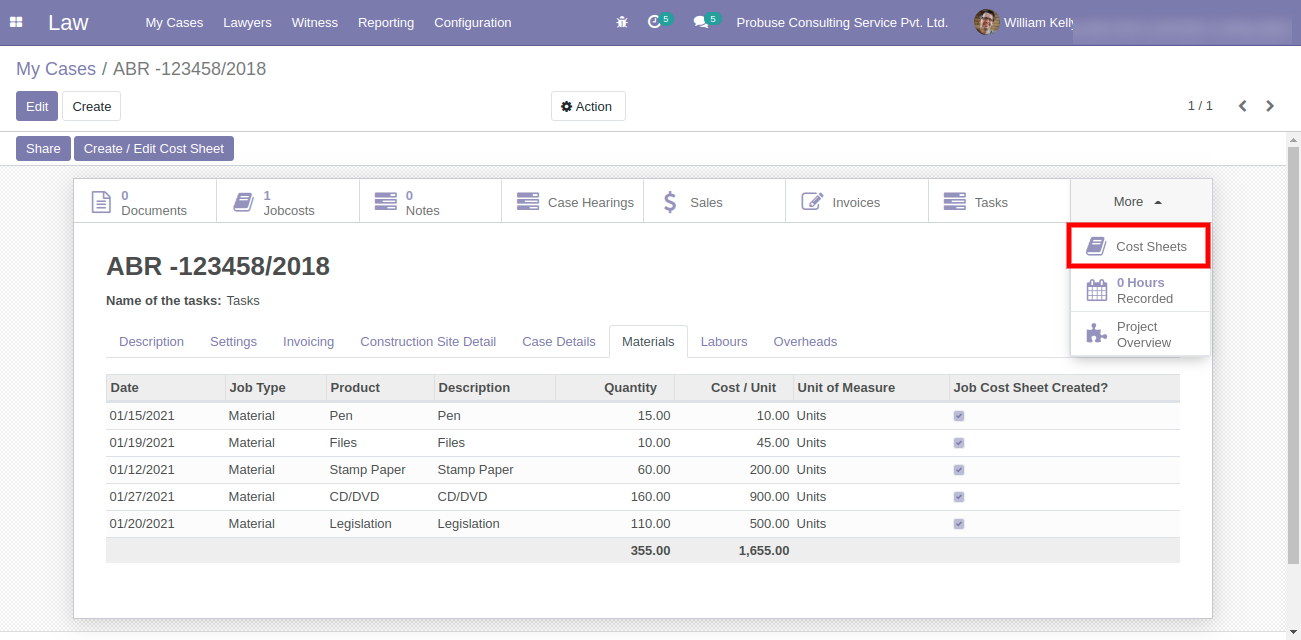 Law My Cases Lawyers Witness Reporting Configuration 5 5 Probuse Consulting Service Pvt. Ltd. William Kelly
My Cases / ABR -123458/2018
Edit Create Action 1 / 1
Share Create / Edit Cost Sheet
0 Documents
1 Jobcosts
0 Notes
Case Hearings
Sales
Invoices
Tasks
More
Cost Sheets
0 Hours
Recorded
Project
Overview
ABR -123458/2018
Name of the tasks: Tasks
Description Settings Invoicing Construction Site Detail Case Details Materials Labours Overheads
Date Job Type Product Description Quantity Cost / Unit Unit of Measure Job Cost Sheet Created?
01/15/2021 Material Pen Pen 15.00 10.00 Units
01/19/2021 Material Files Files 10.00 45.00 Units
01/12/2021 Material Stamp Paper Stamp Paper 60.00 200.00 Units
01/27/2021 Material CD/DVD CD/DVD 160.00 900.00 Units
01/20/2021 Material Legislation Legislation 110.00 500.00 Units
355.00 1,655.00